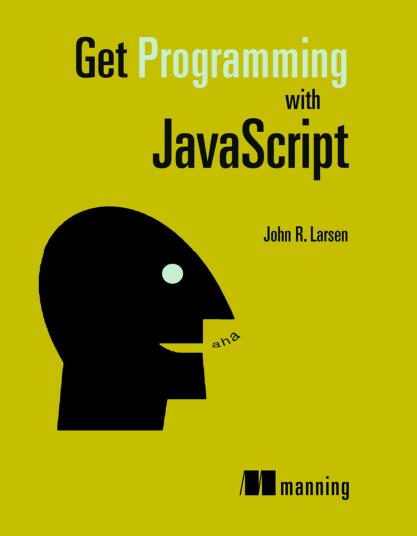 Get Programming
with
JavaScript
John R. Larsen
aha
manning